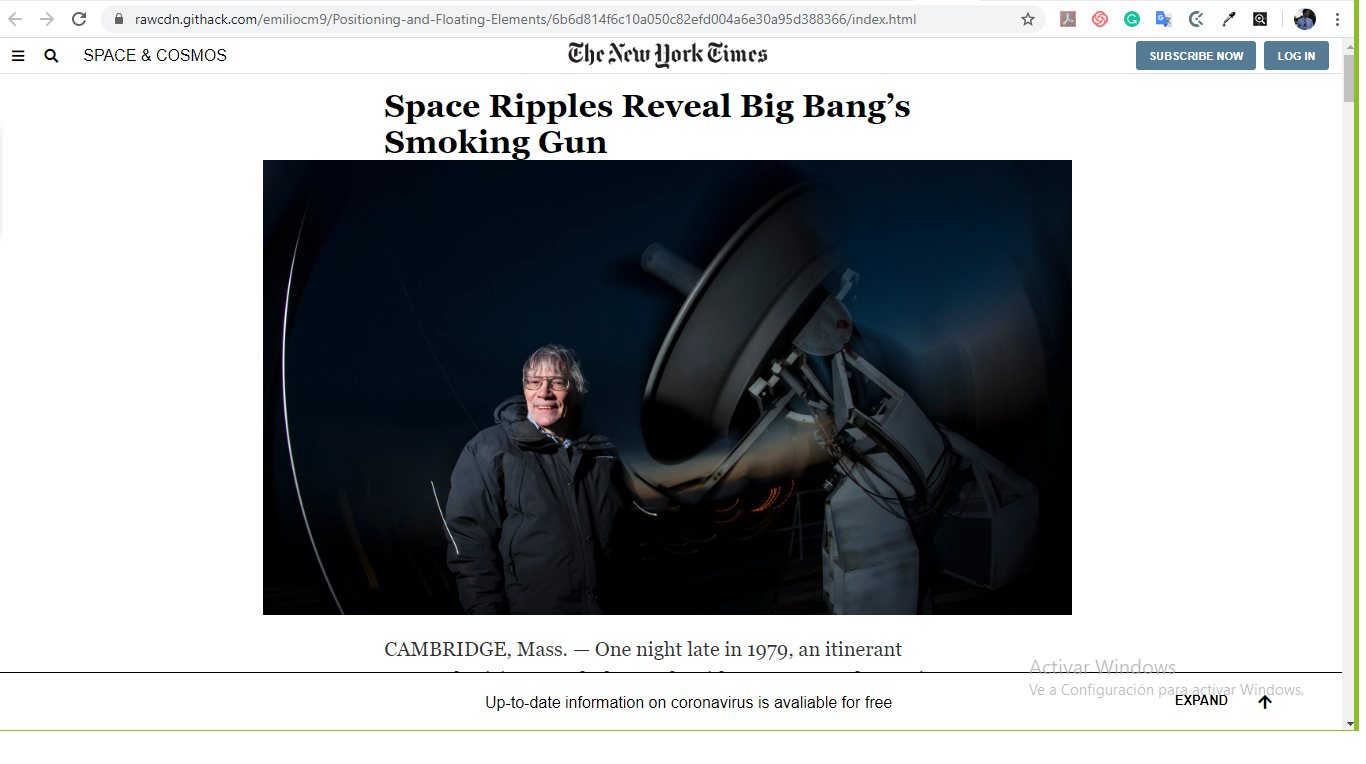 rawcdn.githack.com/emiliocm9/Positioning-and-Floating-Elements/6b6d814f6c10a050c82efd004a6e30a95d388366/index.html
SPACE & COSMOS
The New York Times
SUBSCRIBE NOW
LOG IN
Space Ripples Reveal Big Bang’s
Smoking Gun
CAMBRIDGE, Mass. — One night late in 1979, an itinerant
Activar Windows
Ve a Configuración para activar Windows.
Up-to-date information on coronavirus is avaliable for free
EXPAND